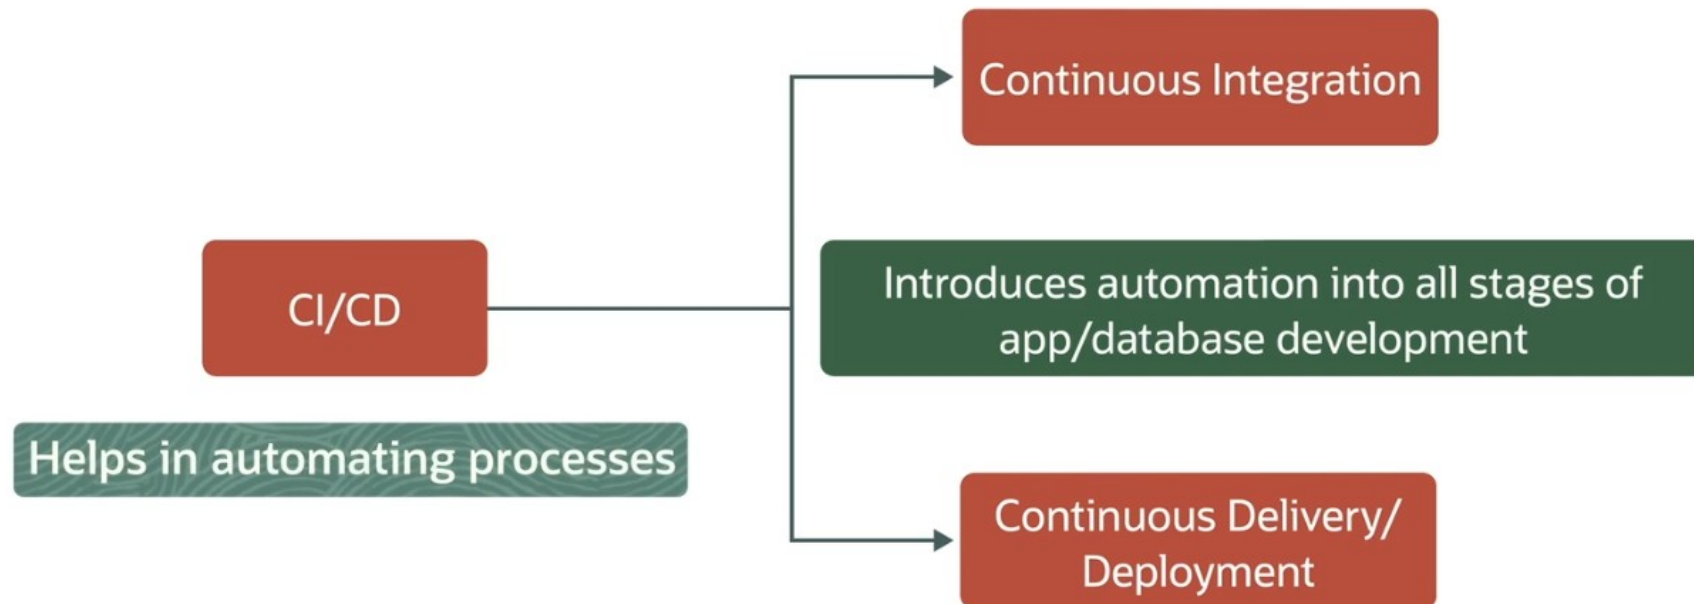 Continuous Integration
CI/CD
Introduces automation into all stages of
app/database development
Helps in automating processes
Continuous Delivery/
Deployment